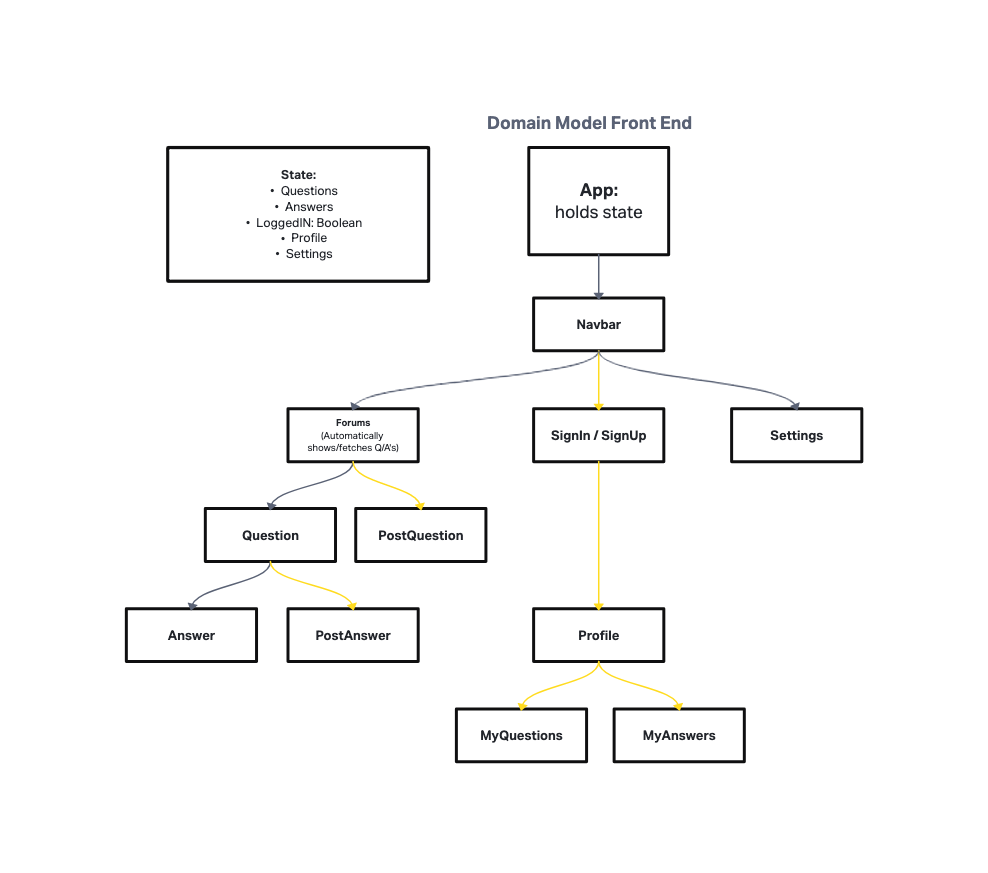 Domain Model Front End
State:
• Questions
• Answers
• LoggedIN: Boolean
• Profile
• Settings
App:
holds state
Navbar
Forums
(Automatically
shows/fetches Q/A's)
SignIn / SignUp
Settings
Question
PostQuestion
Answer
PostAnswer
Profile
MyQuestions
MyAnswers